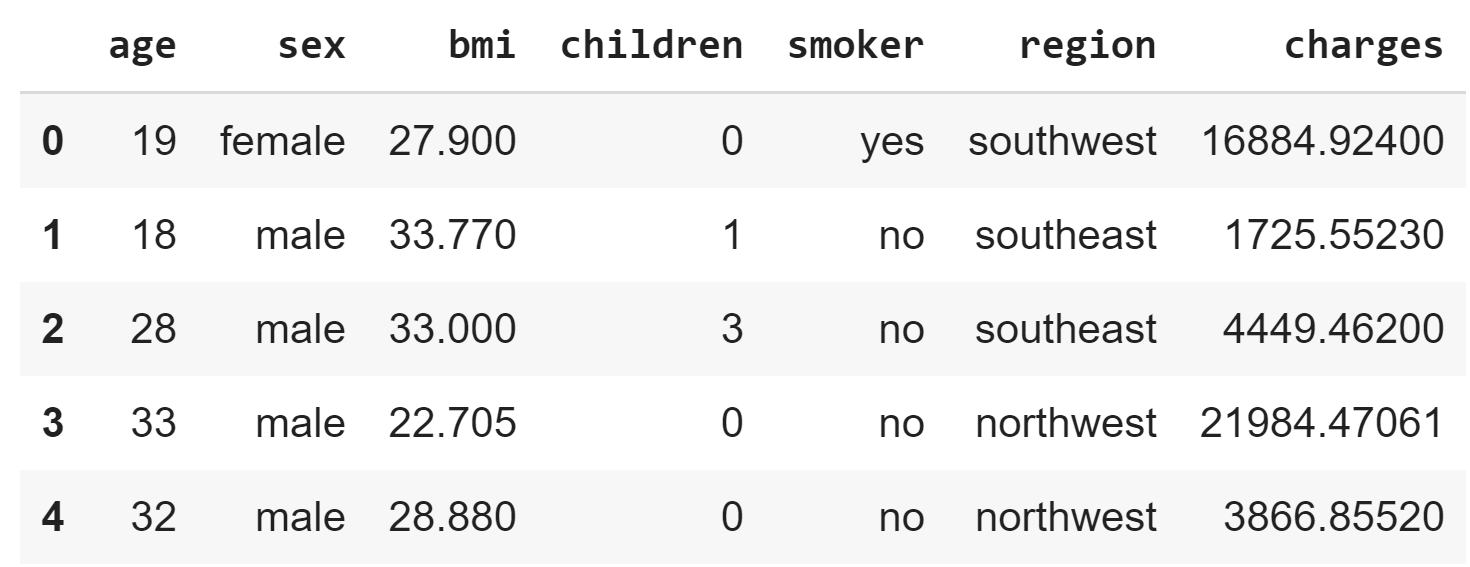 age sex bmi children smoker region charges
0 19 female 27.900 0 yes southwest 16884.92400
1 18 male 33.770 1 no southeast 1725.55230
2 28 male 33.000 3 no southeast 4449.46200
3 33 male 22.705 0 no northwest 21984.47061
4 32 male 28.880 0 no northwest 3866.85520